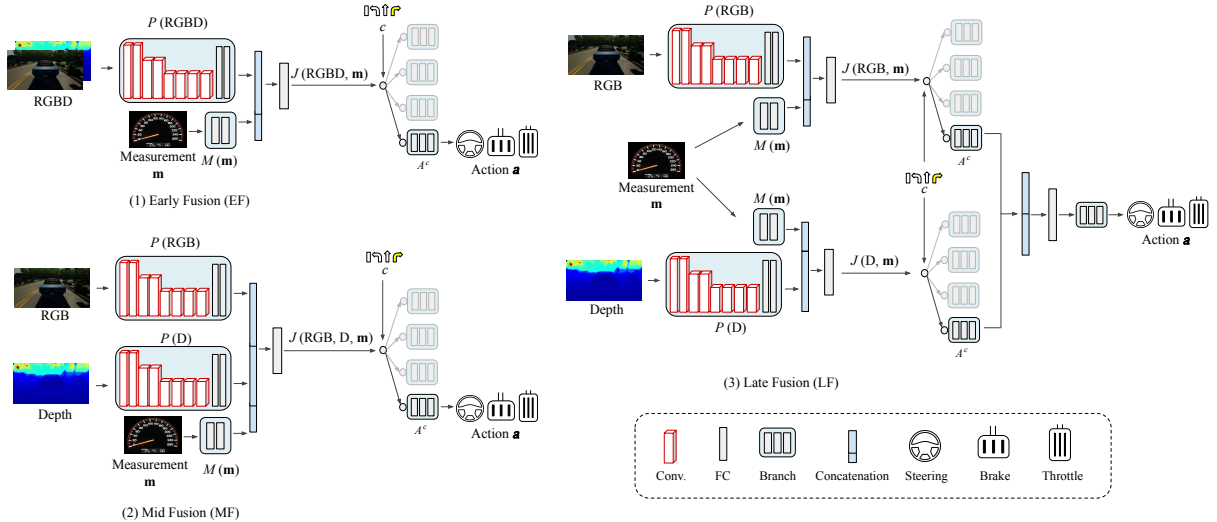 P (RGBD)
c
RGBD
J (RGBD, m)
Measurement
m
M (m)
A^c
Action a
(1) Early Fusion (EF)
P (RGB)
RGB
P (D)
Depth
c
J (RGB, D, m)
Measurement
m
M (m)
A^c
Action a
(2) Mid Fusion (MF)
P (RGB)
RGB
J (RGB, m)
M (m)
A^c
Measurement
m
c
M (m)
Action a
J (D, m)
Depth
P (D)
A^c
(3) Late Fusion (LF)
Conv.
FC
Branch
Concatenation
Steering
Brake
Throttle